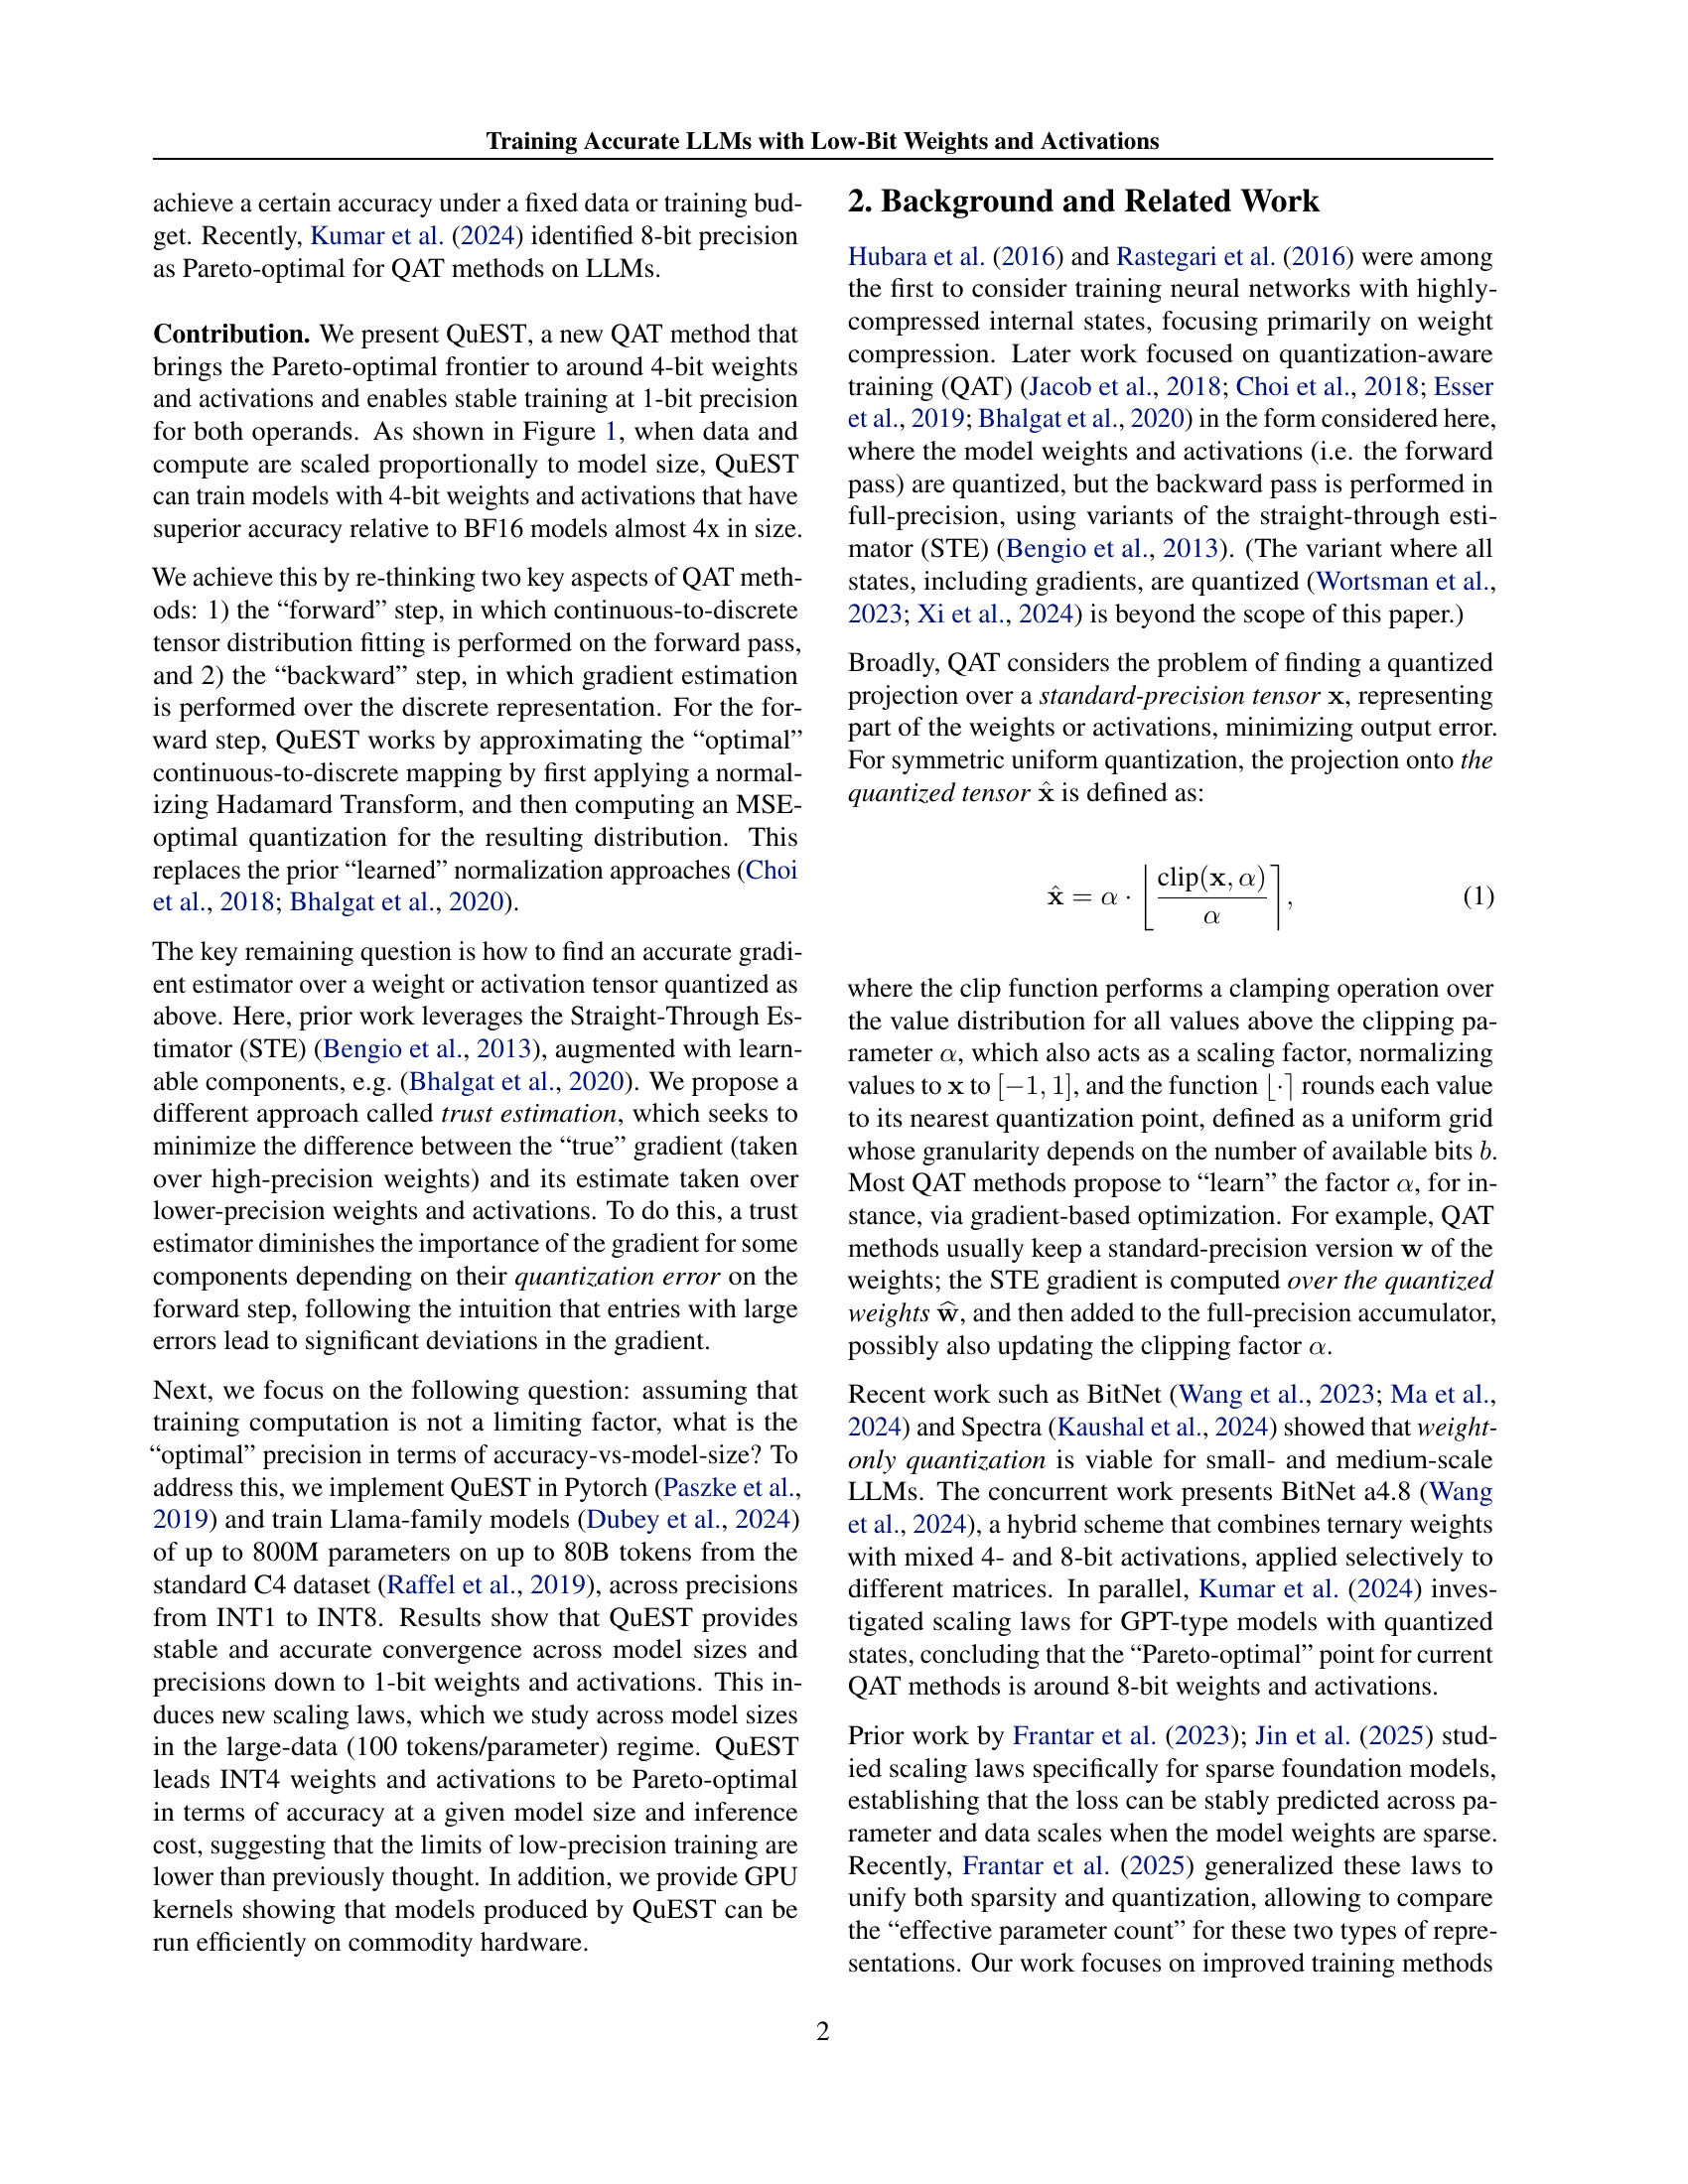 Training Accurate LLMs with Low-Bit Weights and Activations
achieve a certain accuracy under a fixed data or training bud-
get. Recently, Kumar et al. (2024) identified 8-bit precision
as Pareto-optimal for QAT methods on LLMs.
Contribution. We present QuEST, a new QAT method that
brings the Pareto-optimal frontier to around 4-bit weights
and activations and enables stable training at 1-bit precision
for both operands. As shown in Figure 1, when data and
compute are scaled proportionally to model size, QuEST
can train models with 4-bit weights and activations that have
superior accuracy relative to BF16 models almost 4x in size.
We achieve this by re-thinking two key aspects of QAT meth-
ods: 1) the “forward” step, in which continuous-to-discrete
tensor distribution fitting is performed on the forward pass,
and 2) the “backward” step, in which gradient estimation
is performed over the discrete representation. For the for-
ward step, QuEST works by approximating the “optimal”
continuous-to-discrete mapping by first applying a normal-
izing Hadamard Transform, and then computing an MSE-
optimal quantization for the resulting distribution. This
replaces the prior “learned” normalization approaches (Choi
et al., 2018; Bhalgat et al., 2020).
The key remaining question is how to find an accurate gradi-
ent estimator over a weight or activation tensor quantized as
above. Here, prior work leverages the Straight-Through Es-
timator (STE) (Bengio et al., 2013), augmented with learn-
able components, e.g. (Bhalgat et al., 2020). We propose a
different approach called trust estimation, which seeks to
minimize the difference between the “true” gradient (taken
over high-precision weights) and its estimate taken over
lower-precision weights and activations. To do this, a trust
estimator diminishes the importance of the gradient for some
components depending on their quantization error on the
forward step, following the intuition that entries with large
errors lead to significant deviations in the gradient.
Next, we focus on the following question: assuming that
training computation is not a limiting factor, what is the
“optimal” precision in terms of accuracy-vs-model-size? To
address this, we implement QuEST in Pytorch (Paszke et al.,
2019) and train Llama-family models (Dubey et al., 2024)
of up to 800M parameters on up to 80B tokens from the
standard C4 dataset (Raffel et al., 2019), across precisions
from INT1 to INT8. Results show that QuEST provides
stable and accurate convergence across model sizes and
precisions down to 1-bit weights and activations. This in-
duces new scaling laws, which we study across model sizes
in the large-data (100 tokens/parameter) regime. QuEST
leads INT4 weights and activations to be Pareto-optimal
in terms of accuracy at a given model size and inference
cost, suggesting that the limits of low-precision training are
lower than previously thought. In addition, we provide GPU
kernels showing that models produced by QuEST can be
run efficiently on commodity hardware.
2. Background and Related Work
Hubara et al. (2016) and Rastegari et al. (2016) were among
the first to consider training neural networks with highly-
compressed internal states, focusing primarily on weight
compression. Later work focused on quantization-aware
training (QAT) (Jacob et al., 2018; Choi et al., 2018; Esser
et al., 2019; Bhalgat et al., 2020) in the form considered here,
where the model weights and activations (i.e. the forward
pass) are quantized, but the backward pass is performed in
full-precision, using variants of the straight-through esti-
mator (STE) (Bengio et al., 2013). (The variant where all
states, including gradients, are quantized (Wortsman et al.,
2023; Xi et al., 2024) is beyond the scope of this paper.)
Broadly, QAT considers the problem of finding a quantized
projection over a standard-precision tensor x, representing
part of the weights or activations, minimizing output error.
For symmetric uniform quantization, the projection onto the
quantized tensor x̂ is defined as:
x̂ = α · ⌊clip(x, α) / α⌉, (1)
where the clip function performs a clamping operation over
the value distribution for all values above the clipping pa-
rameter α, which also acts as a scaling factor, normalizing
values to x to [−1, 1], and the function ⌊·⌉ rounds each value
to its nearest quantization point, defined as a uniform grid
whose granularity depends on the number of available bits b.
Most QAT methods propose to “learn” the factor α, for in-
stance, via gradient-based optimization. For example, QAT
methods usually keep a standard-precision version w of the
weights; the STE gradient is computed over the quantized
weights ŵ, and then added to the full-precision accumulator,
possibly also updating the clipping factor α.
Recent work such as BitNet (Wang et al., 2023; Ma et al.,
2024) and Spectra (Kaushal et al., 2024) showed that weight-
only quantization is viable for small- and medium-scale
LLMs. The concurrent work presents BitNet a4.8 (Wang
et al., 2024), a hybrid scheme that combines ternary weights
with mixed 4- and 8-bit activations, applied selectively to
different matrices. In parallel, Kumar et al. (2024) inves-
tigated scaling laws for GPT-type models with quantized
states, concluding that the “Pareto-optimal” point for current
QAT methods is around 8-bit weights and activations.
Prior work by Frantar et al. (2023); Jin et al. (2025) stud-
ied scaling laws specifically for sparse foundation models,
establishing that the loss can be stably predicted across pa-
rameter and data scales when the model weights are sparse.
Recently, Frantar et al. (2025) generalized these laws to
unify both sparsity and quantization, allowing to compare
the “effective parameter count” for these two types of repre-
sentations. Our work focuses on improved training methods
2